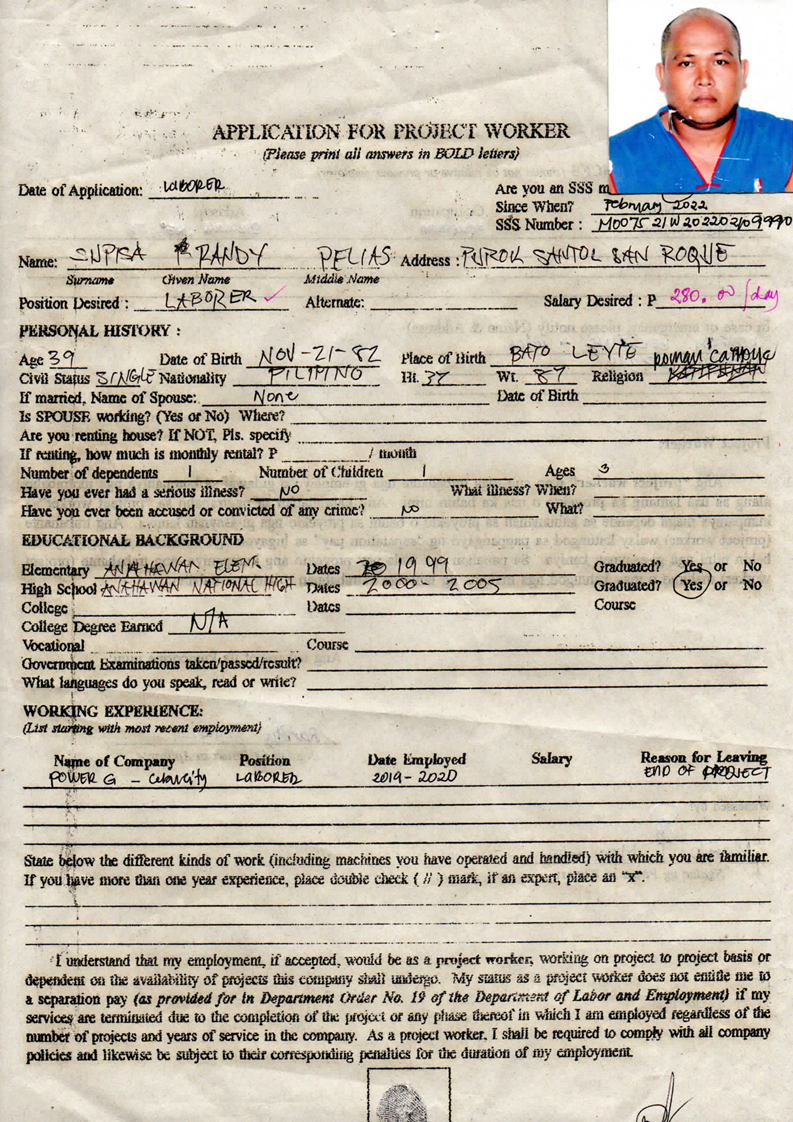 APPLICATION FOR PROJECT WORKER
(Please print all answers in BOLD letters)
Date of Application: LABORER
Are you an SSS m
Since When? February 2022
SSS Number :
Name: RANDY PELIAS Address : PUROK SANTOL SAN ROQUE
Surname Given Name Middle Name
Position Desired : LABORER ✓ Alternate: Salary Desired : P 280.00/day
PERSONAL HISTORY :
Age 39 Date of Birth NOV-21-82 Place of Birth BATO LEYTE
Civil Status SINGLE Nationality PILIPINO Ht. 37 Wt. 87 Religion roman
If married, Name of Spouse: None Date of Birth
Is SPOUSE working? (Yes or No) Where?
Are you renting house? If NOT, Pls. specify
If renting, how much is monthly rental? P / month
Number of dependents 1 Number of Children 1 Ages 3
Have you ever had a serious illness? NO What illness? When?
Have you ever been accused or convicted of any crime? NO What?
EDUCATIONAL BACKGROUND
Elementary ANAHAWAN ELEM. Dates 1999 Graduated? Yes or No
High School ANAHAWAN NATIONAL HIGH Dates 2000-2005 Graduated? Yes or No
College Dates Course
College Degree Earned N/A
Vocational Course
Government Examinations taken/passed/result?
What languages do you speak, read or write?
WORKING EXPERIENCE:
(List starting with most recent employment)
Name of Company Position Date Employed Salary Reason for Leaving
POWER G - LABORER 2019-2020 END OF PROJECT
State below the different kinds of work (including machines you have operated and handled) with which you are familiar.
If you have more than one year experience, place double check ( // ) mark, if an expert, place an "x".
I understand that my employment, if accepted, would be as a project worker, working on project to project basis or
dependent on the availability of projects this company shall undergo. My status as a project worker does not entitle me to
a separation pay (as provided for in Department Order No. 19 of the Department of Labor and Employment) if my
services are terminated due to the completion of the project or any phase thereof in which I am employed regardless of the
number of projects and years of service in the company. As a project worker, I shall be required to comply with all company
policies and likewise be subject to their corresponding penalties for the duration of my employment.